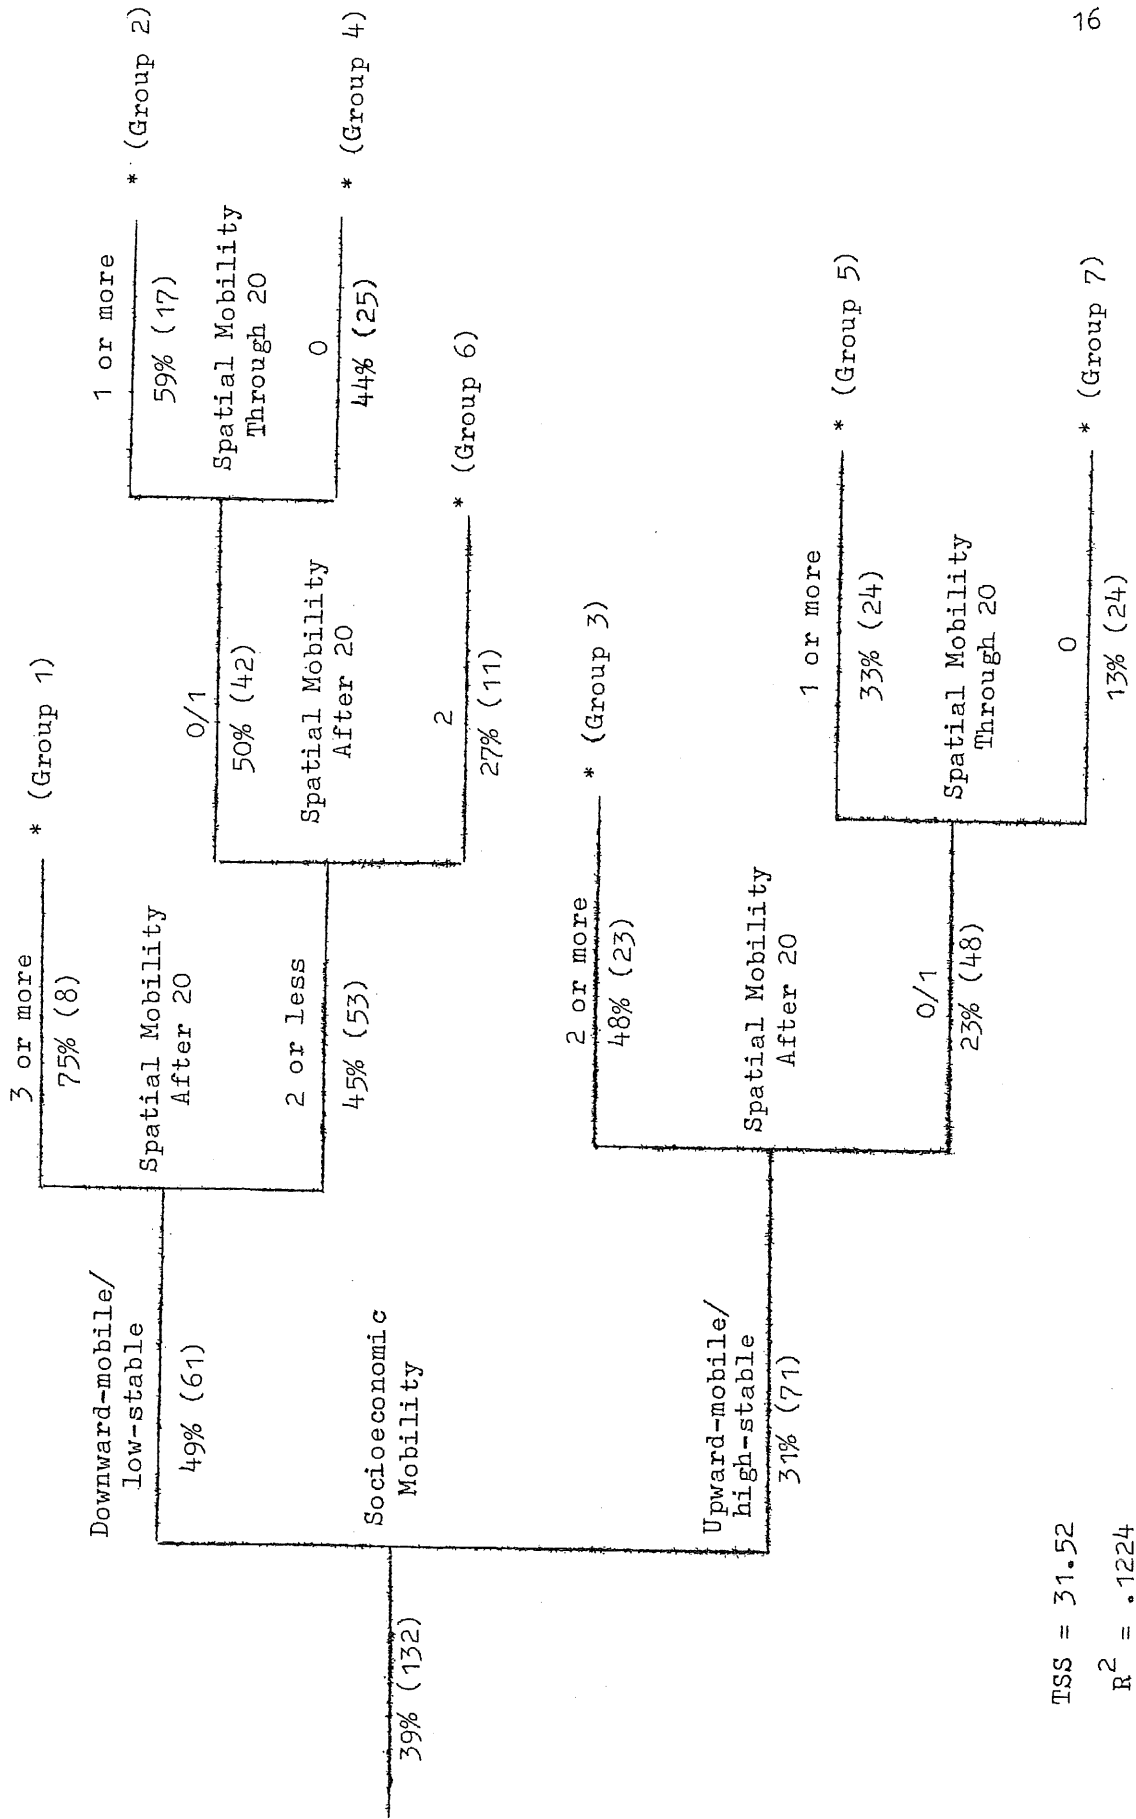 16
39% (132)
Socioeconomic
Mobility
Downward-mobile/
low-stable
49% (61)
Spatial Mobility
After 20
3 or more
75% (8)
* (Group 1)
2 or less
45% (53)
Spatial Mobility
After 20
0/1
50% (42)
Spatial Mobility
Through 20
1 or more
59% (17)
* (Group 2)
0
44% (25)
* (Group 4)
2
27% (11)
* (Group 6)
Upward-mobile/
high-stable
31% (71)
Spatial Mobility
After 20
2 or more
48% (23)
* (Group 3)
0/1
23% (48)
Spatial Mobility
Through 20
1 or more
33% (24)
* (Group 5)
0
13% (24)
* (Group 7)
TSS = 31.52
R² = .1224